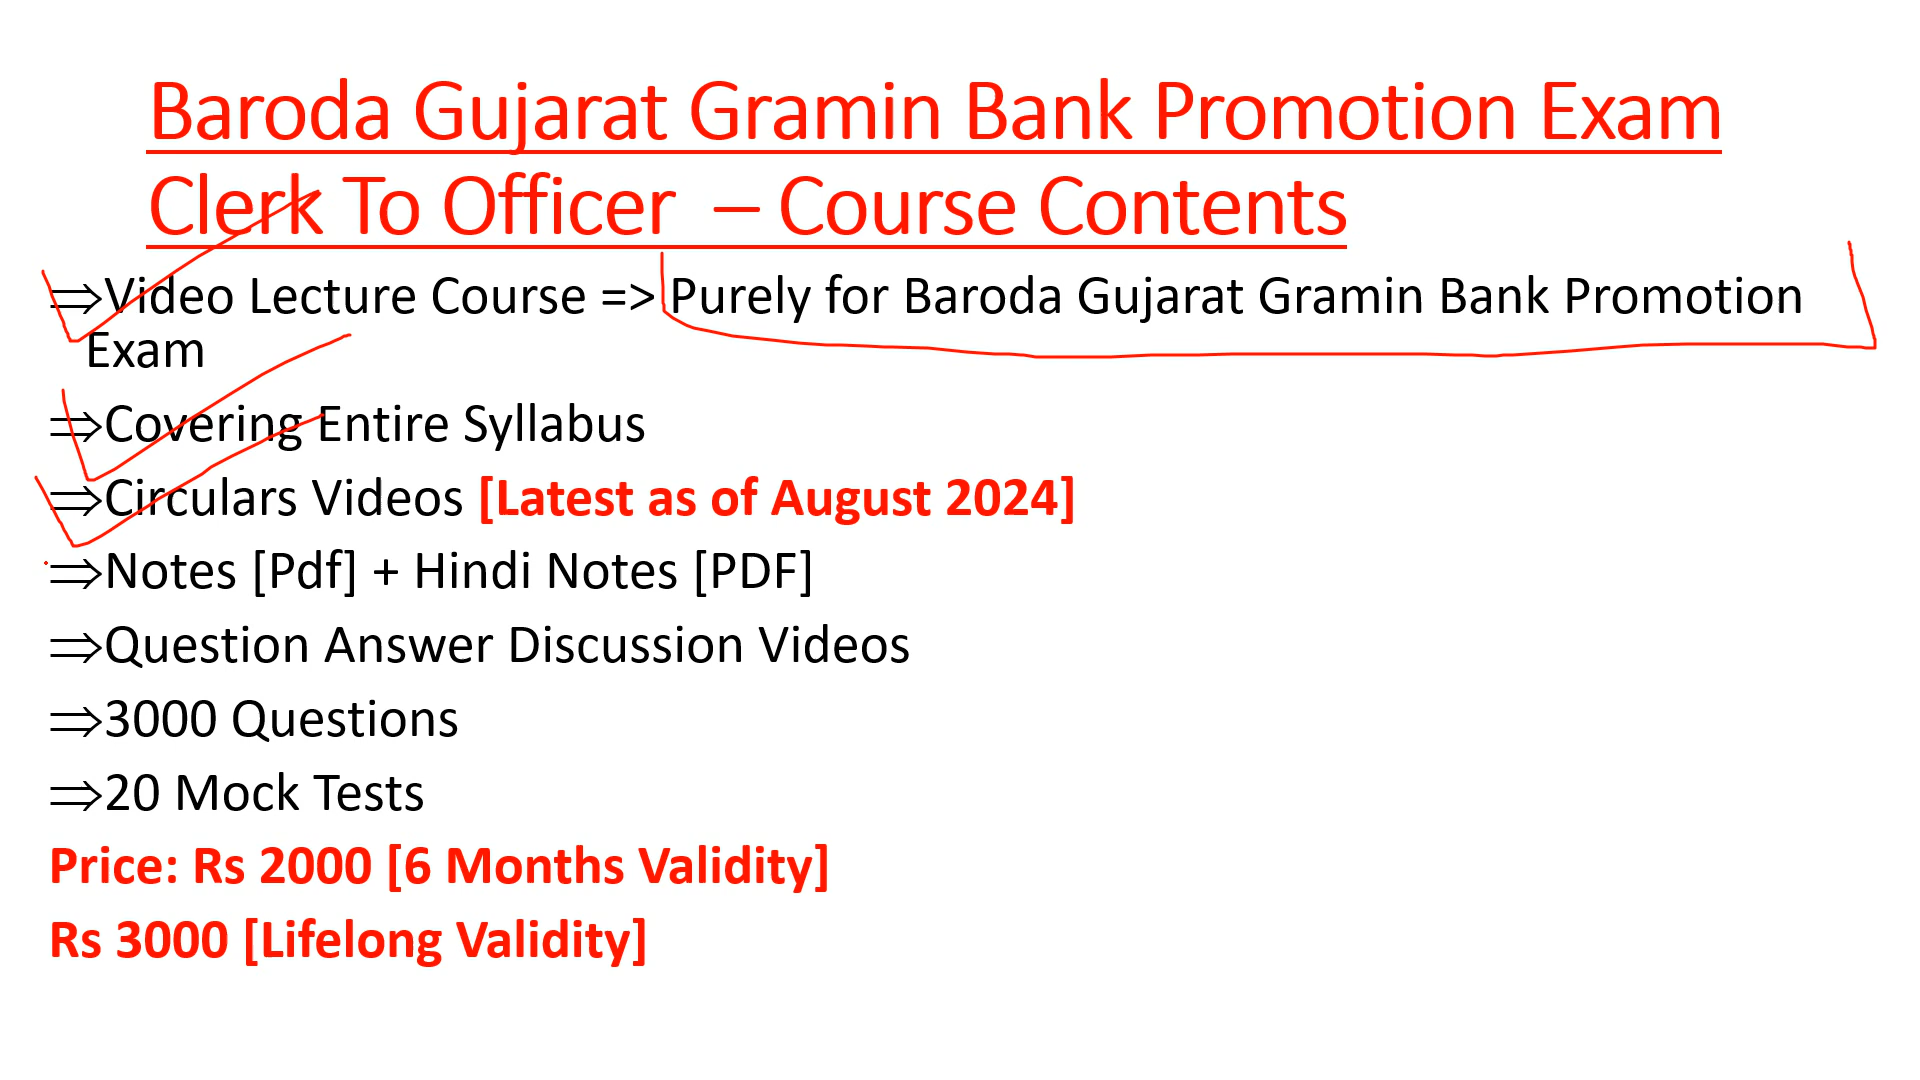 Baroda Gujarat Gramin Bank Promotion Exam
Clerk To Officer – Course Contents
⇒Video Lecture Course => Purely for Baroda Gujarat Gramin Bank Promotion
Exam
⇒Covering Entire Syllabus
⇒Circulars Videos [Latest as of August 2024]
⇒Notes [Pdf] + Hindi Notes [PDF]
⇒Question Answer Discussion Videos
⇒3000 Questions
⇒20 Mock Tests
Price: Rs 2000 [6 Months Validity]
Rs 3000 [Lifelong Validity]